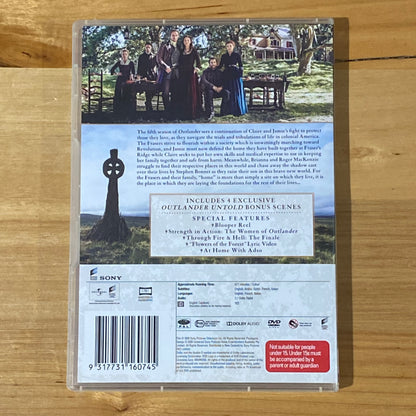 The fifth season of Outlander sees a continuation of Claire and Jamie's fight to protect
those they love, as they navigate the trials and tribulations of life in colonial America.
The Frasers strive to flourish within a society which is unwittingly marching toward
Revolution, and Jamie must now defend the home they have built together at Fraser's
Ridge while Claire seeks to put her own skills and medical expertise to use in keeping
her family together and safe from harm. Meanwhile, Brianna and Roger MacKenzie
struggle to find their respective places in this world and chase away the shadow cast
over their lives by Stephen Bonnet as they raise their son in this brave new world. For
the Frasers and their family, "home" is more than simply a site on which they live, it is
the place in which they are laying the foundations for the rest of their lives...
INCLUDES 4 EXCLUSIVE
OUTLANDER UNTOLD BONUS SCENES
SPECIAL FEATURES
Blooper Reel
Strength in Action: The Women of Outlander
Through Fire & Hell: The Finale
"Flowers of the Forest" Lyric Video
At Home With Adso
SONY
UNIVERSAL
Approximate Running Times:
Subtitles:
Languages:
PAL
DOLBY AUDIO
DVD
9 317731 160745
Not suitable for people
under 15. Under 15s must be
accompanied by a
parent or adult guardian